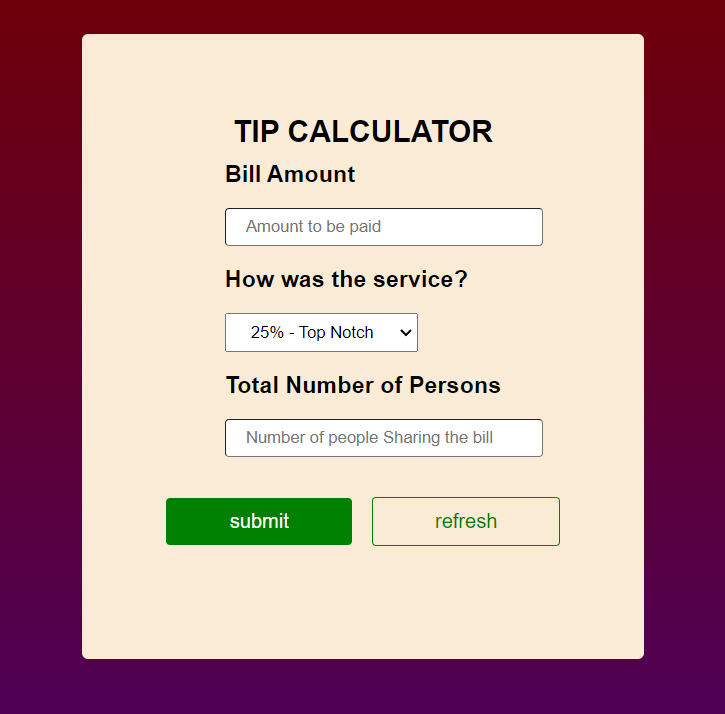 TIP CALCULATOR
Bill Amount
Amount to be paid
How was the service?
25% - Top Notch
Total Number of Persons
Number of people Sharing the bill
submit refresh